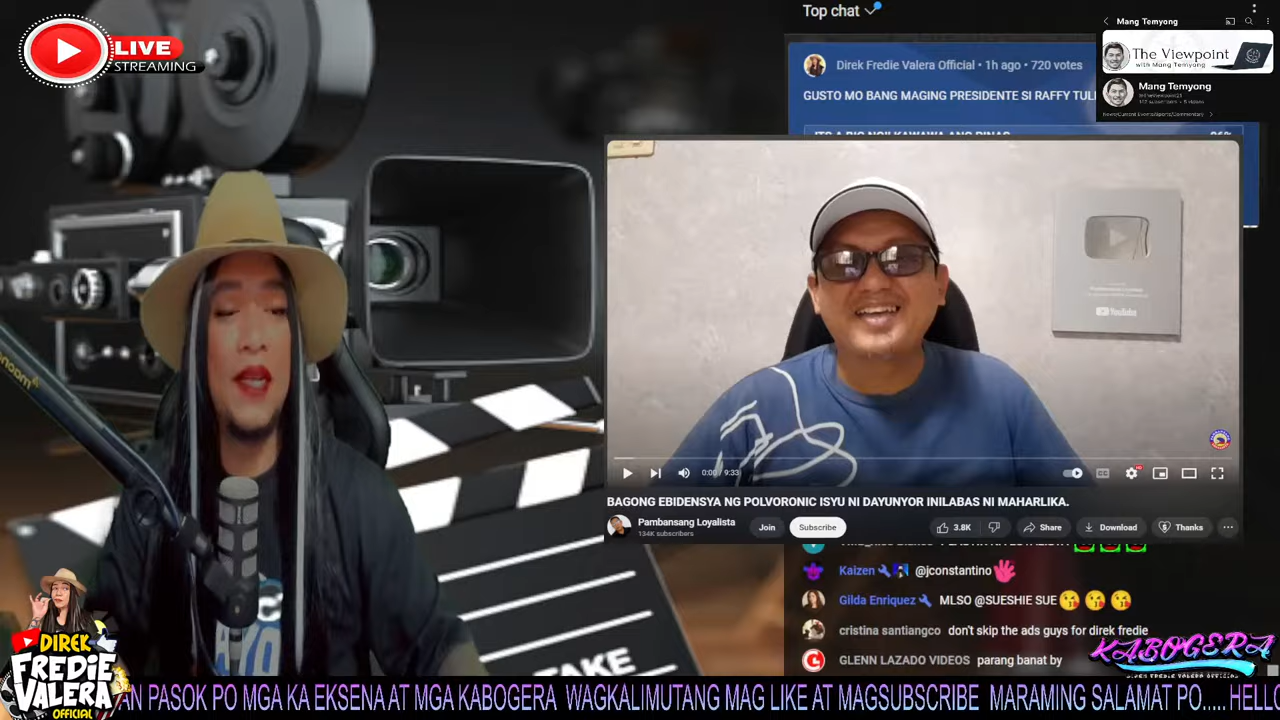 LIVE
STREAMING
Top chat
Direk Fredie Valera Official • 1h ago • 720 votes
GUSTO MO BANG MAGING PRESIDENTE SI RAFFY TUL
Mang Temyong
The Viewpoint
with Mang Temyong
Mang Temyong
YouTube
0:00 / 9:33
BAGONG EBIDENSYA NG POLVORONIC ISYU NI DAYUNYOR INILABAS NI MAHARLIKA.
Pambansang Loyalista
134K subscribers
Join
Subscribe
3.8K
Share
Download
Thanks
Kaizen @jconstantino
Gilda Enriquez MLSO @SUESHIE SUE
cristina santiangco don't skip the ads guys for direk fredie
GLENN LAZADO VIDEOS parang banat by
KABOGERA
TAKE
DIREK
FREDIE
VALERA
OFFICIAL
AN PASOK PO MGA KA EKSENA AT MGA KABOGERA WAGKALIMUTANG MAG LIKE AT MAGSUBSCRIBE MARAMING SALAMAT PO..... HELLO